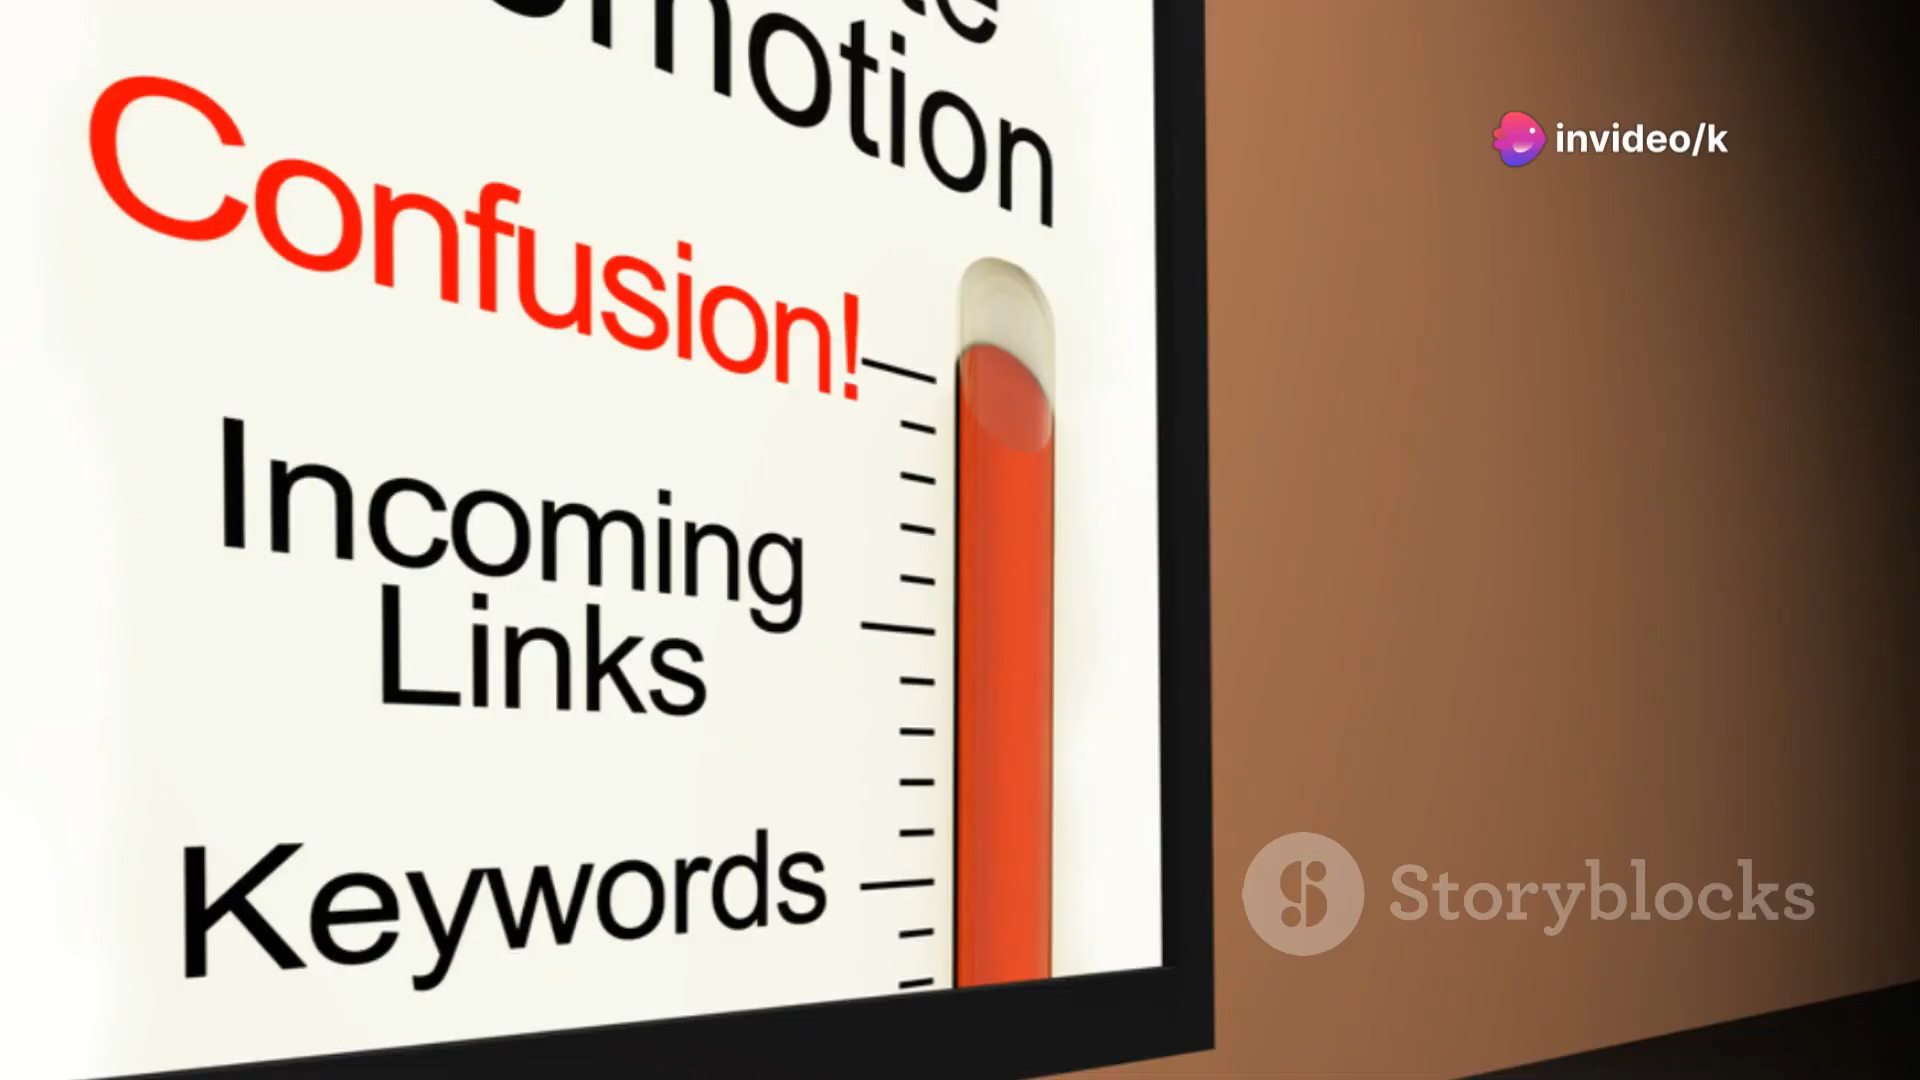 Confusion!
Incoming
Links
Keywords
invideo/k
Storyblocks